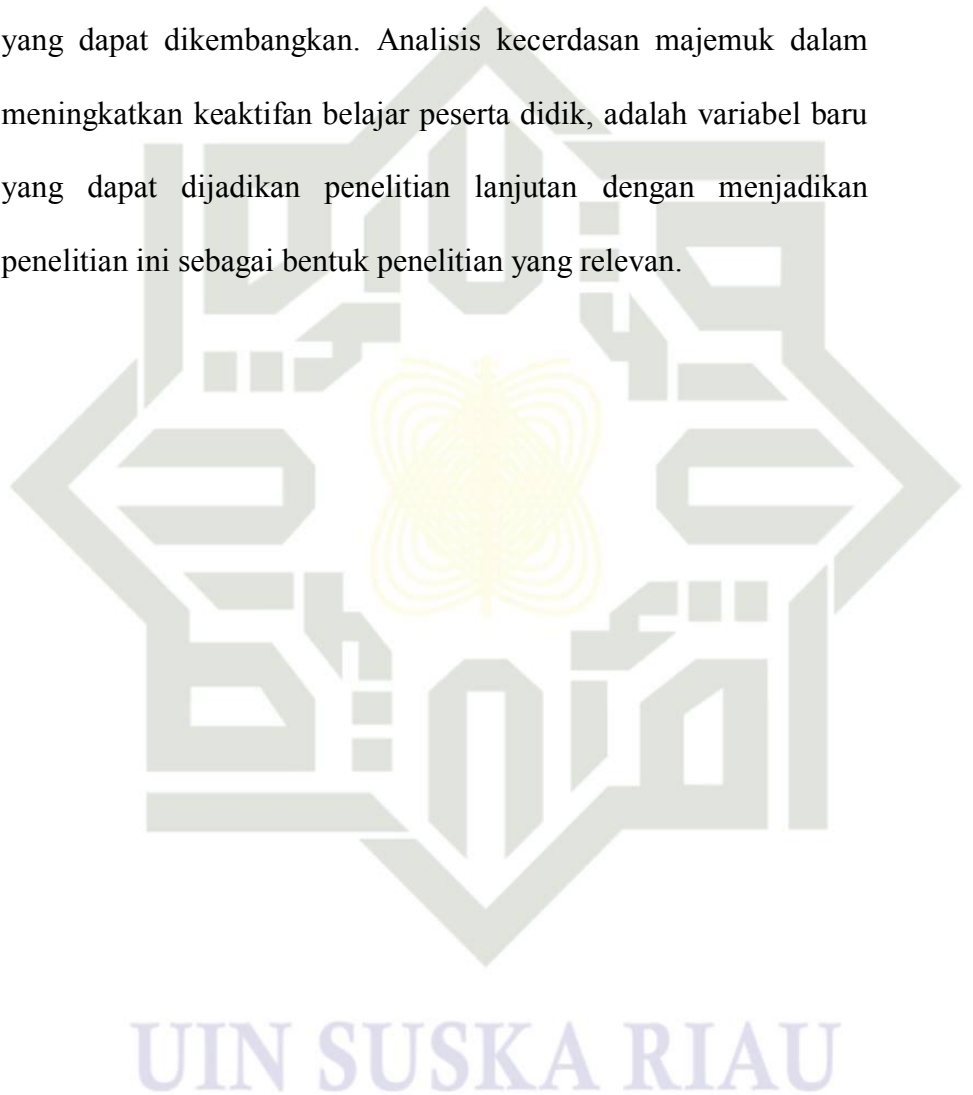 yang dapat dikembangkan. Analisis kecerdasan majemuk dalam
meningkatkan keaktifan belajar peserta didik, adalah variabel baru
yang dapat dijadikan penelitian lanjutan dengan menjadikan
penelitian ini sebagai bentuk penelitian yang relevan.
UIN SUSKA RIAU